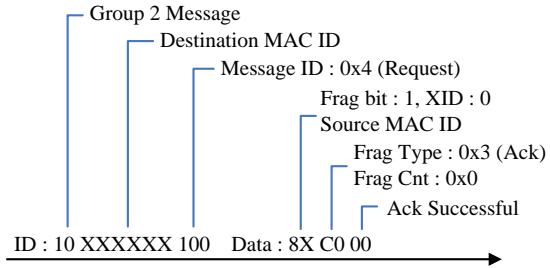 Group 2 Message
Destination MAC ID
Message ID : 0x4 (Request)
Frag bit : 1, XID : 0
Source MAC ID
Frag Type : 0x3 (Ack)
Frag Cnt : 0x0
Ack Successful
ID : 10 XXXXXX 100 Data : 8X C0 00